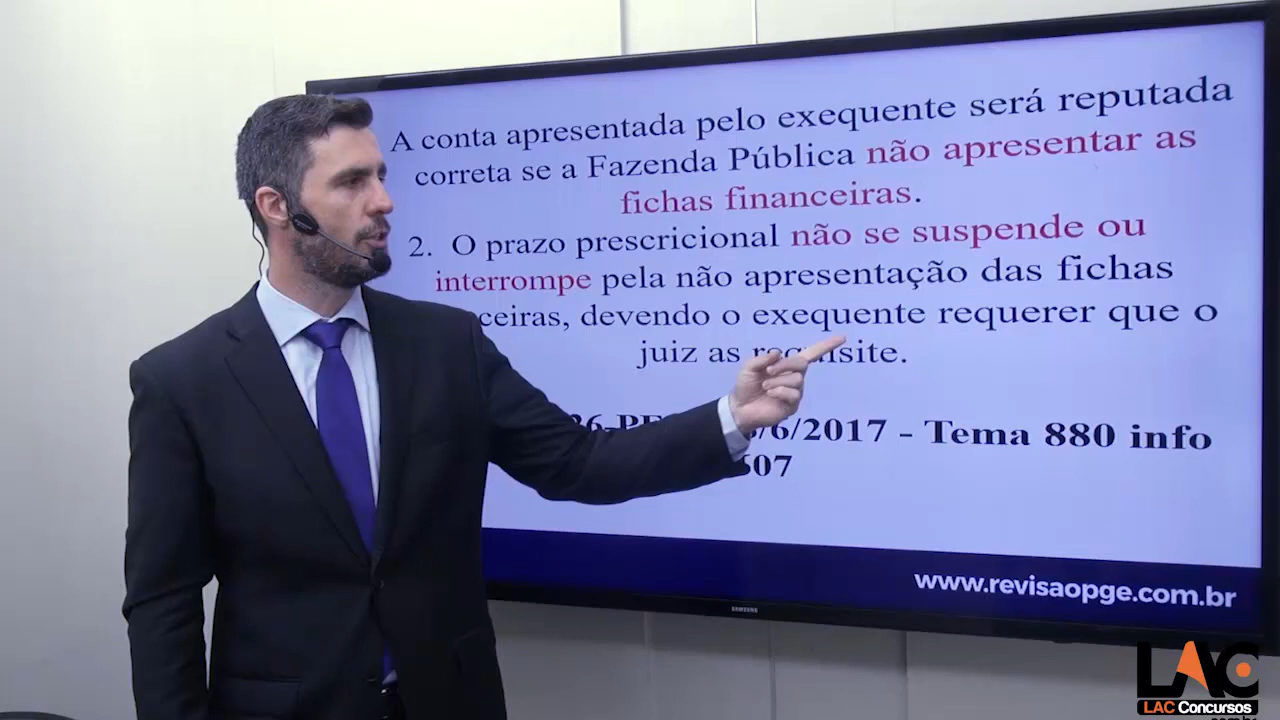 A conta apresentada pelo exequente será reputada
correta se a Fazenda Pública não apresentar as
fichas financeiras.
2. O prazo prescricional não se suspende ou
interrompe pela não apresentação das fichas
ceiras, devendo o exequente requerer que o
juiz as requisite.
/6/2017 - Tema 880 info
607
www.revisaopge.com.br
SAMSUNG
LAC
LAC Concursos